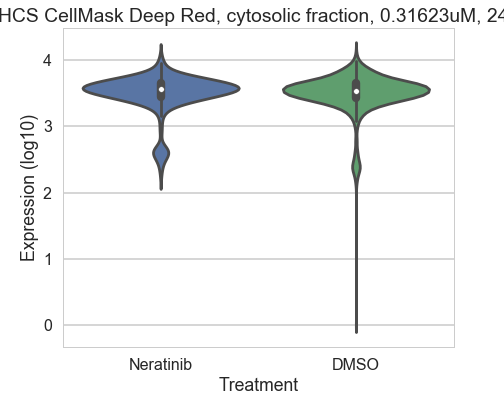 HCS CellMask Deep Red, cytosolic fraction, 0.31623uM, 24
4
3
2
1
0
Expression (log10)
Neratinib DMSO
Treatment